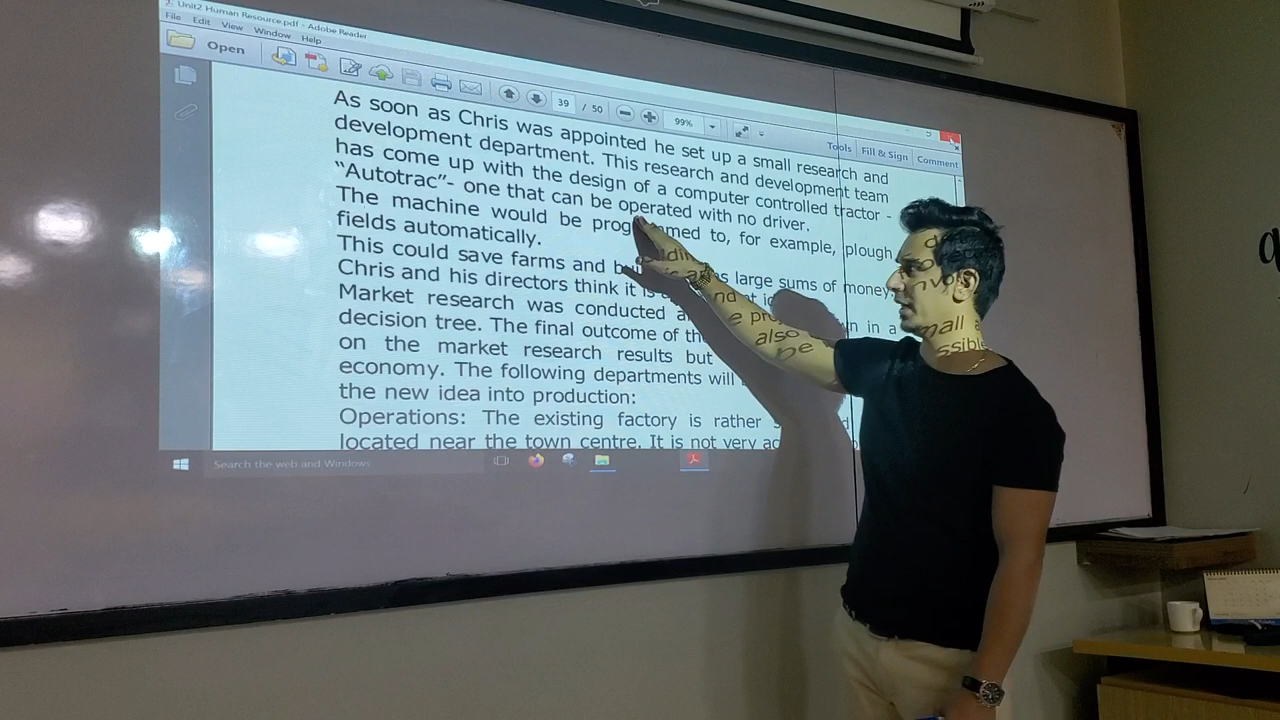 2. Unit2 Human Resource.pdf - Adobe Reader
File Edit View Window Help
Open 39 / 50 99% Tools Fill & Sign Comment
As soon as Chris was appointed he set up a small research and
development department. This research and development team
has come up with the design of a computer controlled tractor -
"Autotrac"- one that can be operated with no driver.
The machine would be to, for example, plough
fields automatically.
This could save farms and large sums of money.
Chris and his directors think it is
Market research was conducted in a
decision tree. The final outcome of
on the market research results but also
economy. The following departments will be
the new idea into production:
Operations: The existing factory is rather small
located near the town centre. It is not very
Search the web and Windows